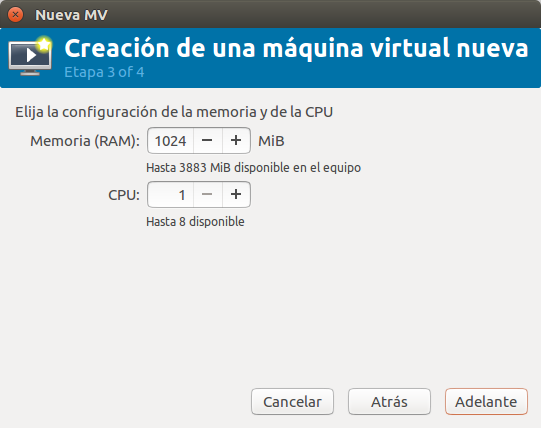 Nueva MV
Creación de una máquina virtual nueva
Etapa 3 of 4
Elija la configuración de la memoria y de la CPU
Memoria (RAM): 1024 − + MiB
Hasta 3883 MiB disponible en el equipo
CPU: 1 − +
Hasta 8 disponible
Cancelar Atrás Adelante